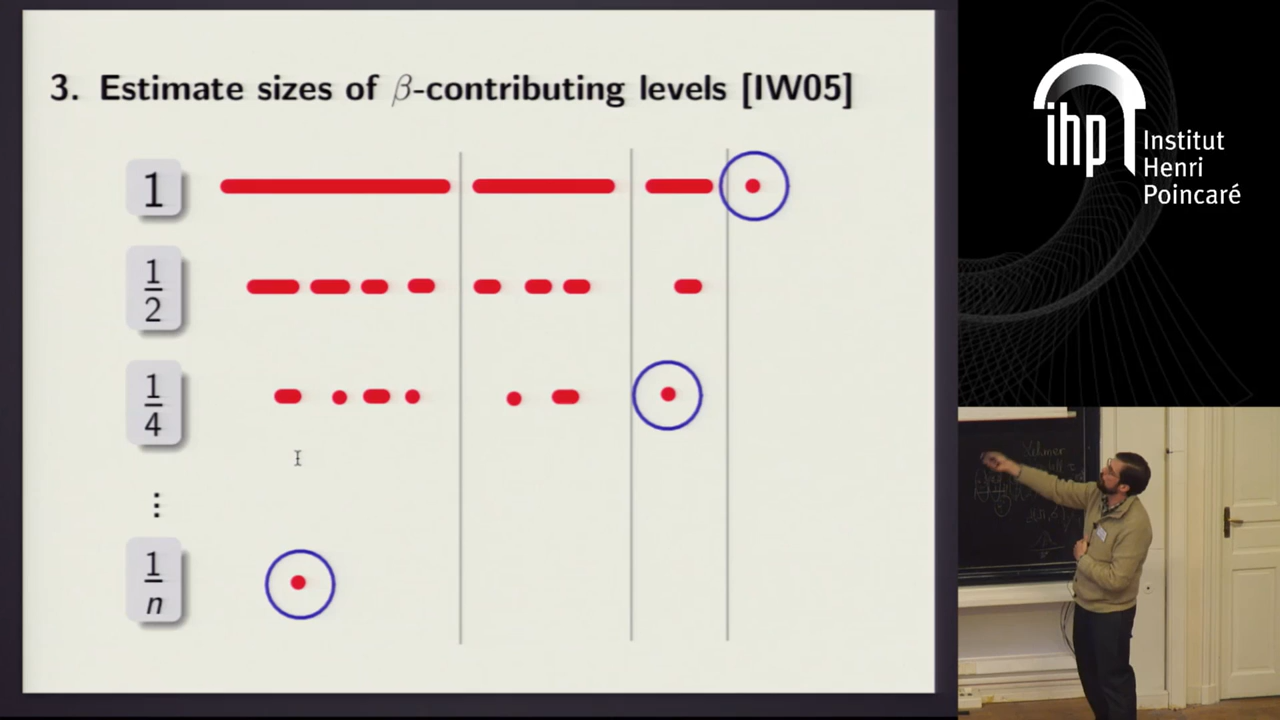 3. Estimate sizes of β-contributing levels [IW05]
1
1
2
1
4
⋮
1
n
ihp
Institut
Henri
Poincaré